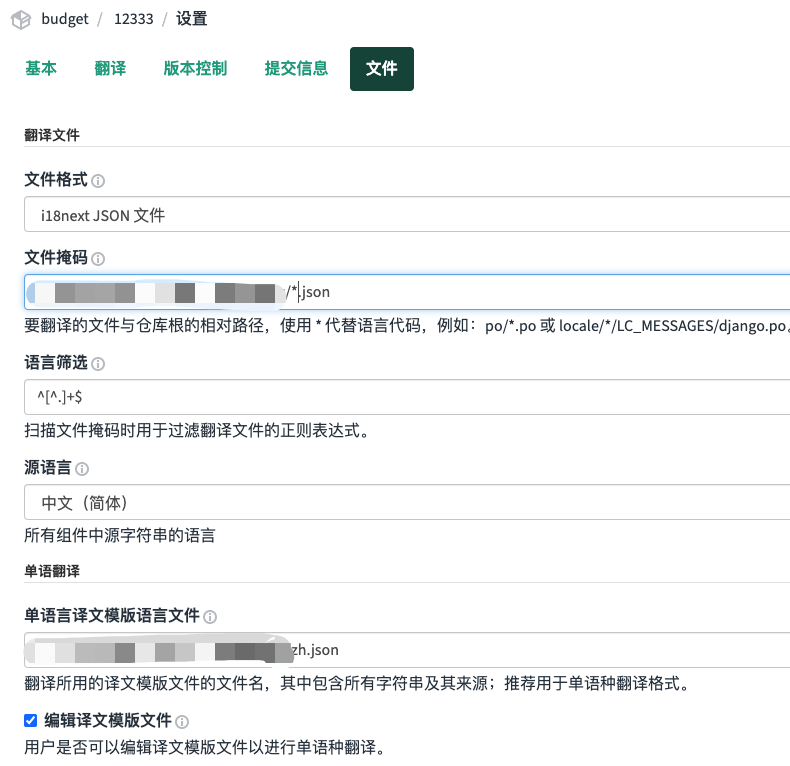 budget / 12333 / 设置
基本 翻译 版本控制 提交信息 文件
翻译文件
文件格式
i18next JSON 文件
文件掩码
/*.json
要翻译的文件与仓库根的相对路径，使用 * 代替语言代码，例如：po/*.po 或 locale/*/LC_MESSAGES/django.po。
语言筛选
^[^.]+$
扫描文件掩码时用于过滤翻译文件的正则表达式。
源语言
中文（简体）
所有组件中源字符串的语言
单语翻译
单语言译文模版语言文件
zh.json
翻译所用的译文模版文件的文件名，其中包含所有字符串及其来源；推荐用于单语种翻译格式。
编辑译文模版文件
用户是否可以编辑译文模版文件以进行单语种翻译。